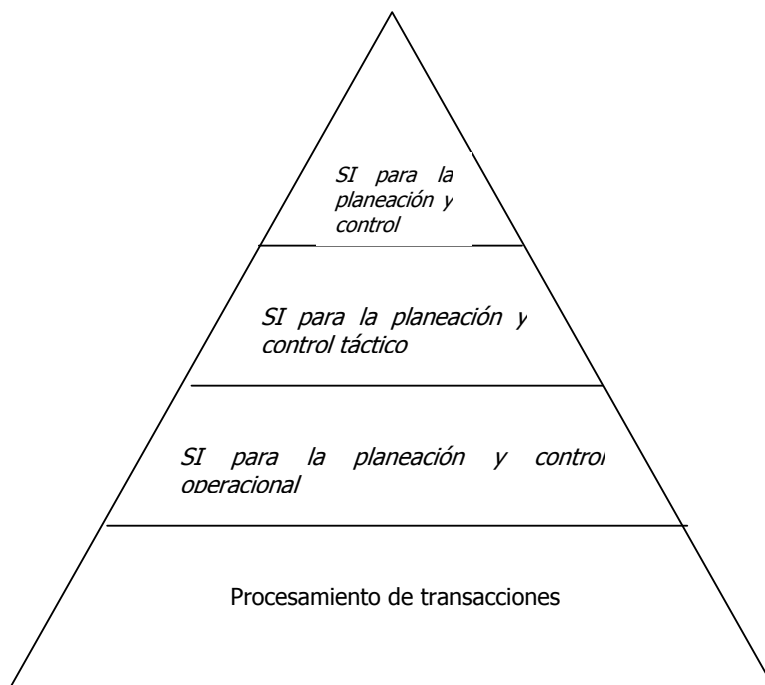 SI para la
planeación y
control
SI para la planeación y
control táctico
SI para la planeación y control
operacional
Procesamiento de transacciones